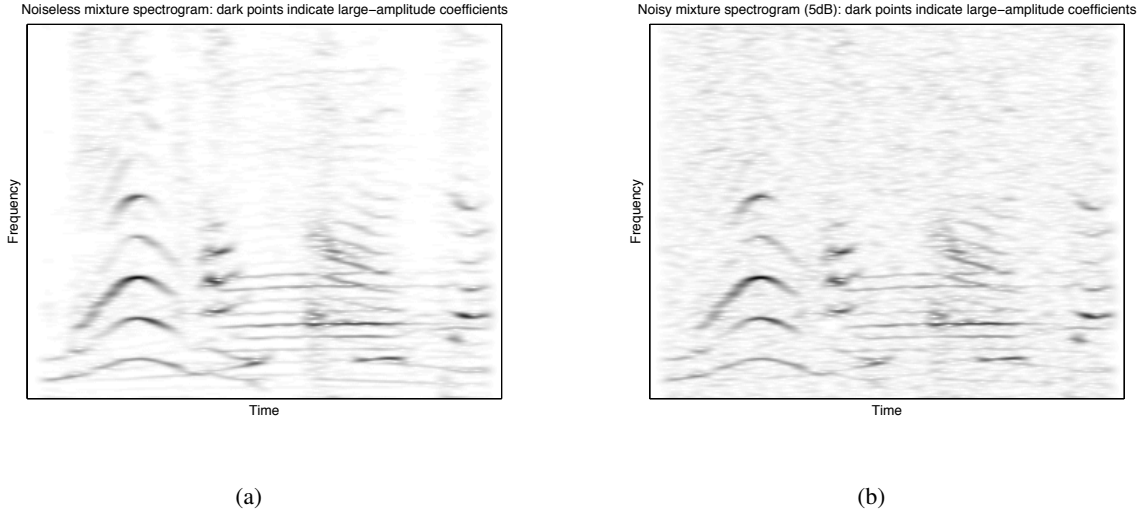 Noiseless mixture spectrogram: dark points indicate large−amplitude coefficients
Frequency
Time
(a)
Noisy mixture spectrogram (5dB): dark points indicate large−amplitude coefficients
Frequency
Time
(b)